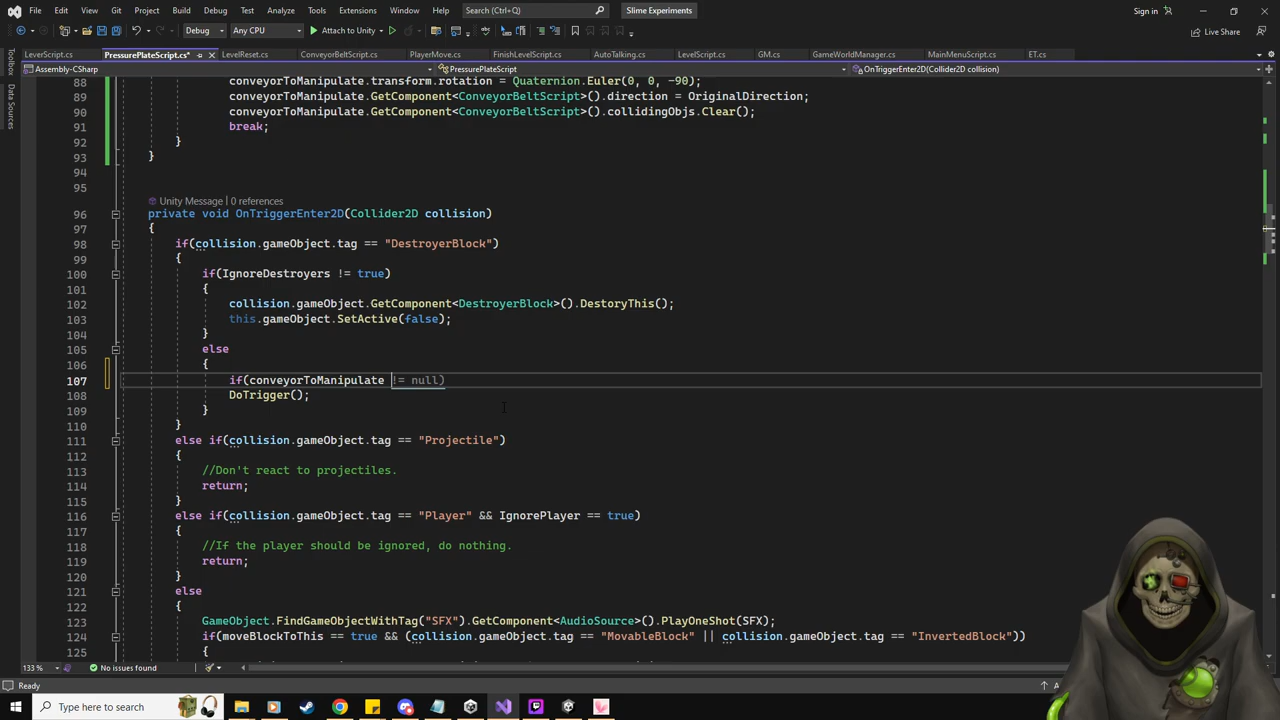 File Edit View Git Project Build Debug Test Analyze Tools Extensions Window Help Search (Ctrl+Q) Slime Experiments Sign in
Debug Any CPU Attach to Unity Live Share
LeverScript.cs PressurePlateScript.cs* LevelReset.cs ConveyorBeltScript.cs PlayerMove.cs FinishLevelScript.cs AutoTalking.cs LevelScript.cs GM.cs GameWorldManager.cs MainMenuScript.cs ET.cs
Assembly-CSharp PressurePlateScript OnTriggerEnter2D(Collider2D collision)
Toolbox
Data Sources
88 conveyorToManipulate.transform.rotation = Quaternion.Euler(0, 0, -90);
89 conveyorToManipulate.GetComponent<ConveyorBeltScript>().direction = OriginalDirection;
90 conveyorToManipulate.GetComponent<ConveyorBeltScript>().collidingObjs.Clear();
91 break;
92 }
93 }
94
95
Unity Message | 0 references
96 private void OnTriggerEnter2D(Collider2D collision)
97 {
98 if(collision.gameObject.tag == "DestroyerBlock")
99 {
100 if(IgnoreDestroyers != true)
101 {
102 collision.gameObject.GetComponent<DestroyerBlock>().DestoryThis();
103 this.gameObject.SetActive(false);
104 }
105 else
106 {
107 if(conveyorToManipulate != null)
108 DoTrigger();
109 }
110 }
111 else if(collision.gameObject.tag == "Projectile")
112 {
113 //Don't react to projectiles.
114 return;
115 }
116 else if(collision.gameObject.tag == "Player" && IgnorePlayer == true)
117 {
118 //If the player should be ignored, do nothing.
119 return;
120 }
121 else
122 {
123 GameObject.FindGameObjectWithTag("SFX").GetComponent<AudioSource>().PlayOneShot(SFX);
124 if(moveBlockToThis == true && (collision.gameObject.tag == "MovableBlock" || collision.gameObject.tag == "InvertedBlock"))
125 {
133 % No issues found
Ready
Type here to search